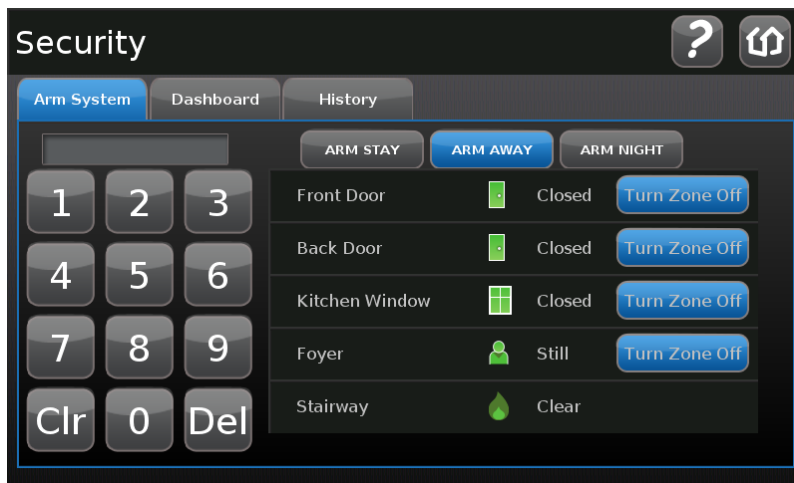 Security
?
Arm System Dashboard History
ARM STAY ARM AWAY ARM NIGHT
1 2 3
Front Door Closed Turn Zone Off
4 5 6
Back Door Closed Turn Zone Off
Kitchen Window Closed Turn Zone Off
7 8 9
Foyer Still Turn Zone Off
Clr 0 Del
Stairway Clear